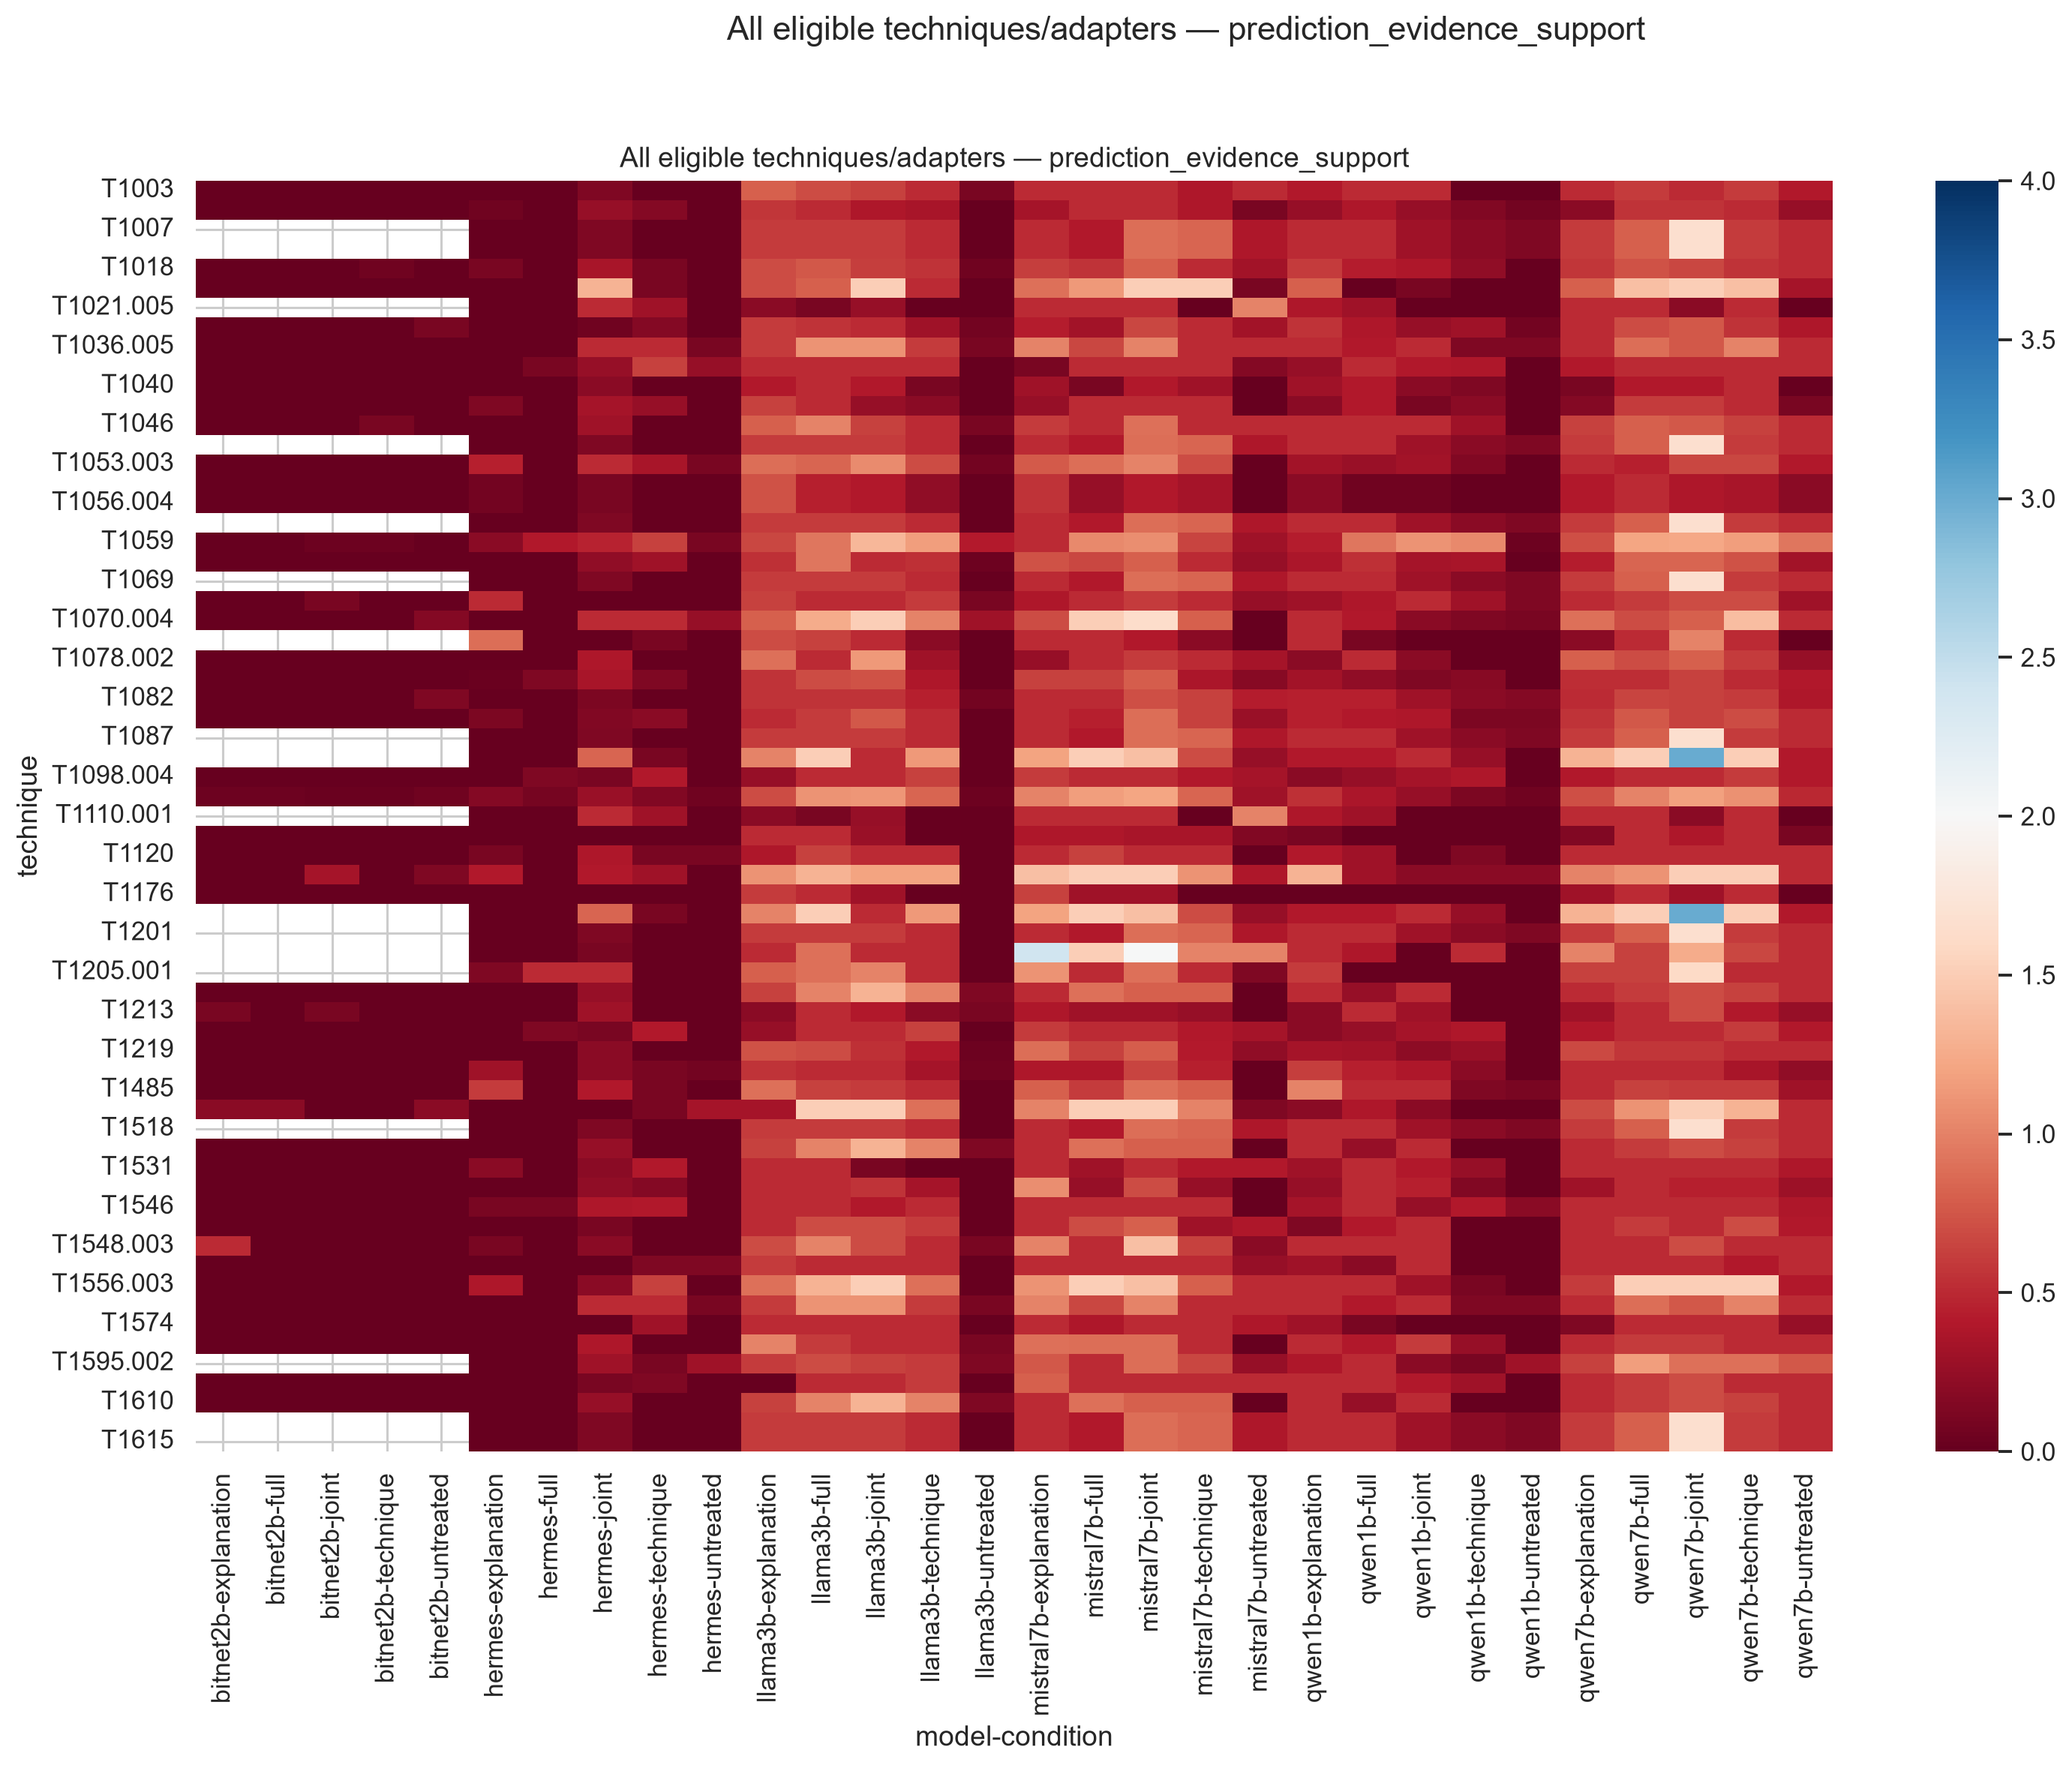 All eligible techniques/adapters — prediction_evidence_support
All eligible techniques/adapters — prediction_evidence_support
technique
T1003
T1007
T1018
T1021.005
T1036.005
T1040
T1046
T1053.003
T1056.004
T1059
T1069
T1070.004
T1078.002
T1082
T1087
T1098.004
T1110.001
T1120
T1176
T1201
T1205.001
T1213
T1219
T1485
T1518
T1531
T1546
T1548.003
T1556.003
T1574
T1595.002
T1610
T1615
4.0
3.5
3.0
2.5
2.0
1.5
1.0
0.5
0.0
bitnet2b-explanation
bitnet2b-full
bitnet2b-joint
bitnet2b-technique
bitnet2b-untreated
hermes-explanation
hermes-full
hermes-joint
hermes-technique
hermes-untreated
llama3b-explanation
llama3b-full
llama3b-joint
llama3b-technique
llama3b-untreated
mistral7b-explanation
mistral7b-full
mistral7b-joint
mistral7b-technique
mistral7b-untreated
qwen1b-explanation
qwen1b-full
qwen1b-joint
qwen1b-technique
qwen1b-untreated
qwen7b-explanation
qwen7b-full
qwen7b-joint
qwen7b-technique
qwen7b-untreated
model-condition